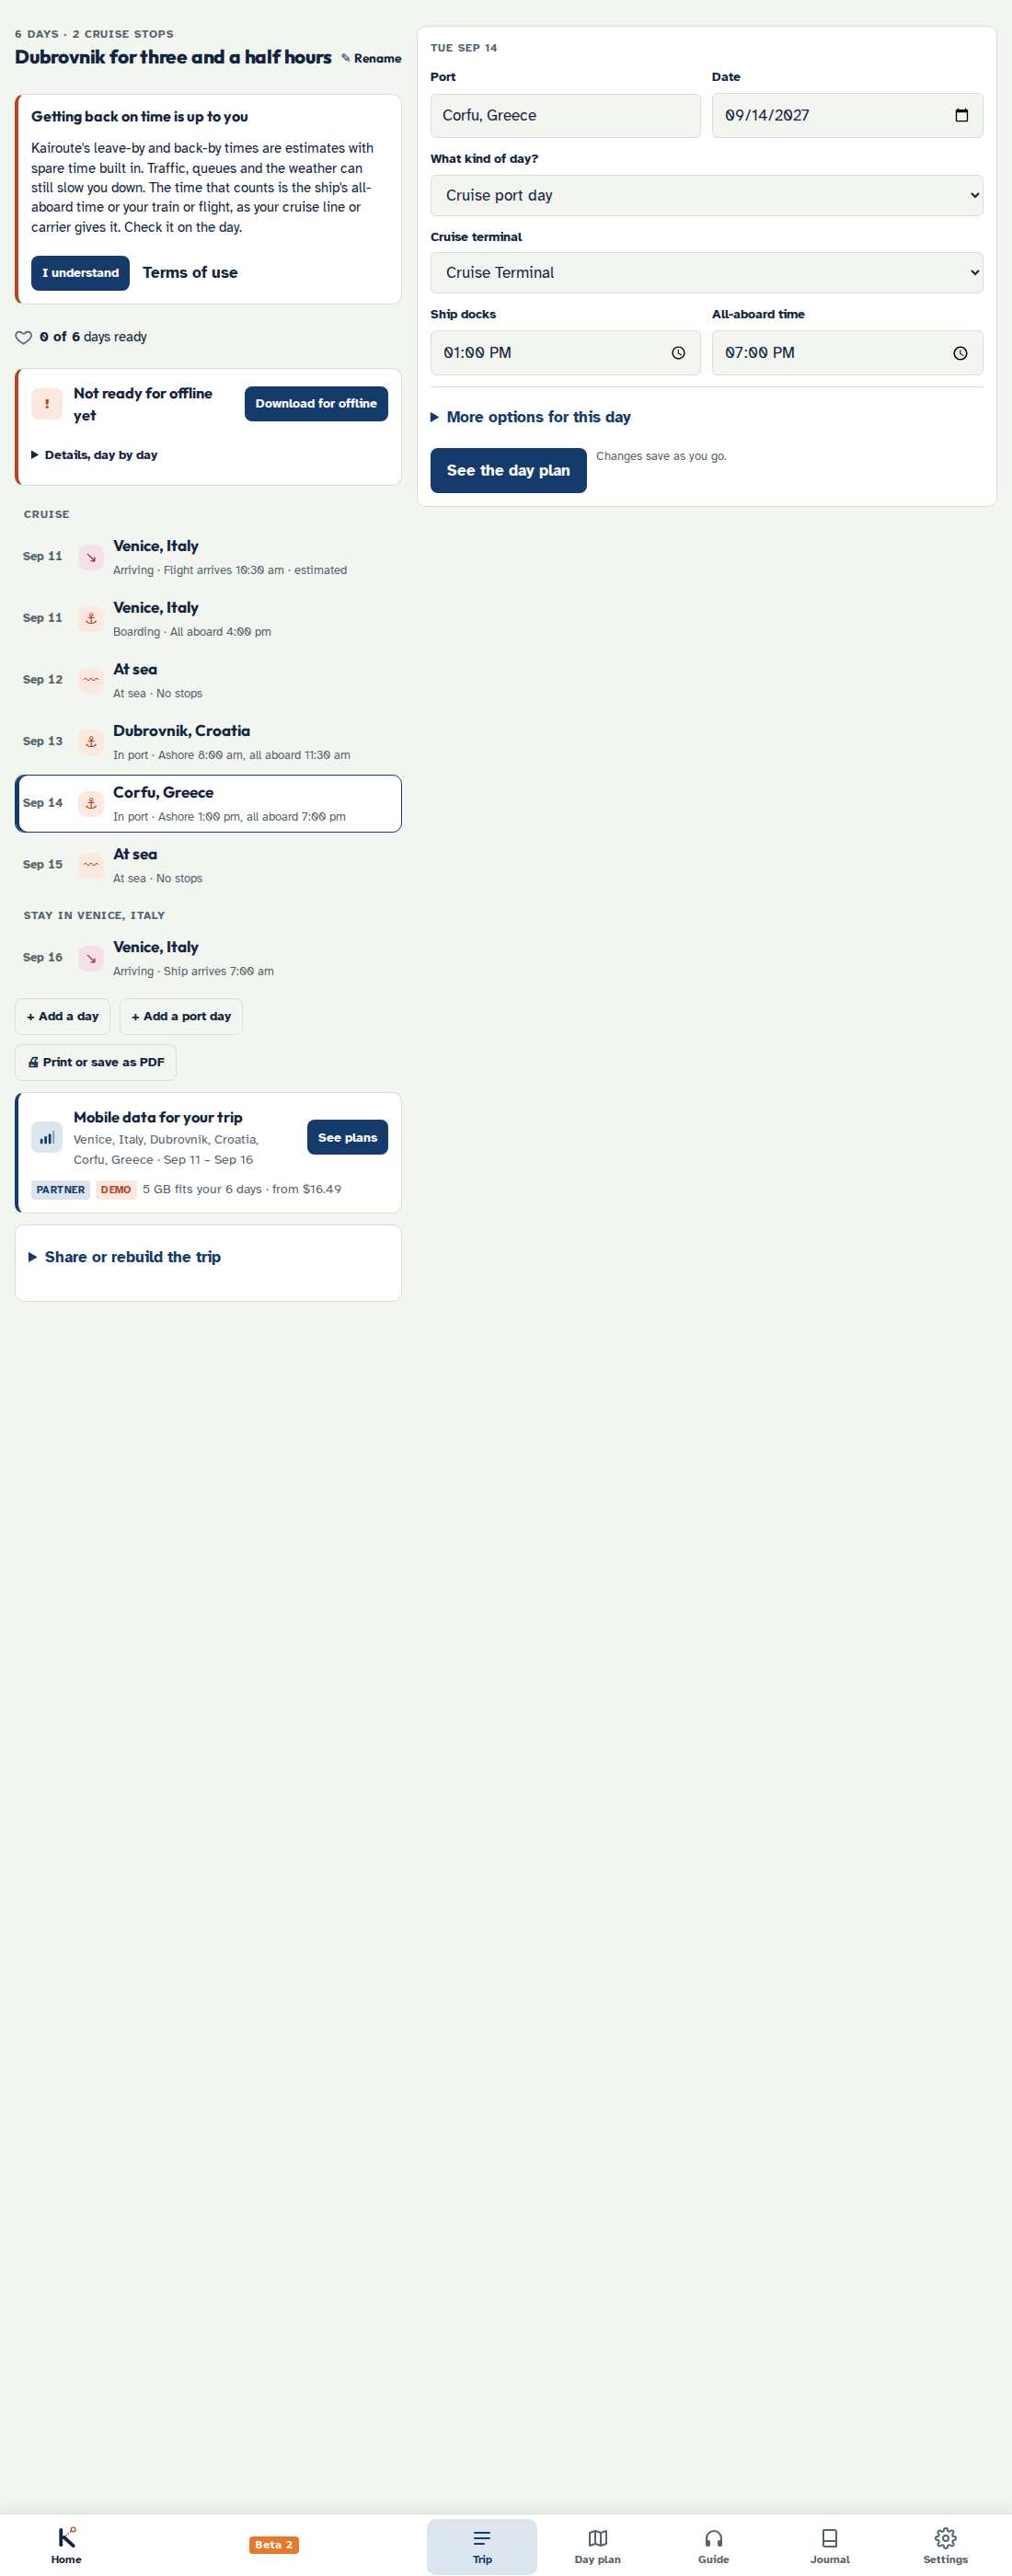 6 DAYS · 2 CRUISE STOPS
Dubrovnik for three and a half hours
✎ Rename
Getting back on time is up to you
Kairoute's leave-by and back-by times are estimates with
spare time built in. Traffic, queues and the weather can
still slow you down. The time that counts is the ship's all-
aboard time or your train or flight, as your cruise line or
carrier gives it. Check it on the day.
I understand
Terms of use
0 of 6 days ready
!
Not ready for offline
yet
Download for offline
Details, day by day
CRUISE
Sep 11
Venice, Italy
Arriving · Flight arrives 10:30 am · estimated
Sep 11
Venice, Italy
Boarding · All aboard 4:00 pm
Sep 12
At sea
At sea · No stops
Sep 13
Dubrovnik, Croatia
In port · Ashore 8:00 am, all aboard 11:30 am
Sep 14
Corfu, Greece
In port · Ashore 1:00 pm, all aboard 7:00 pm
Sep 15
At sea
At sea · No stops
STAY IN VENICE, ITALY
Sep 16
Venice, Italy
Arriving · Ship arrives 7:00 am
+ Add a day
+ Add a port day
Print or save as PDF
Mobile data for your trip
Venice, Italy, Dubrovnik, Croatia,
Corfu, Greece · Sep 11 – Sep 16
See plans
PARTNER DEMO 5 GB fits your 6 days · from $16.49
Share or rebuild the trip
TUE SEP 14
Port
Date
Corfu, Greece
09/14/2027
What kind of day?
Cruise port day
Cruise terminal
Cruise Terminal
Ship docks
All-aboard time
01:00 PM
07:00 PM
More options for this day
See the day plan
Changes save as you go.
Home
Beta 2
Trip
Day plan
Guide
Journal
Settings